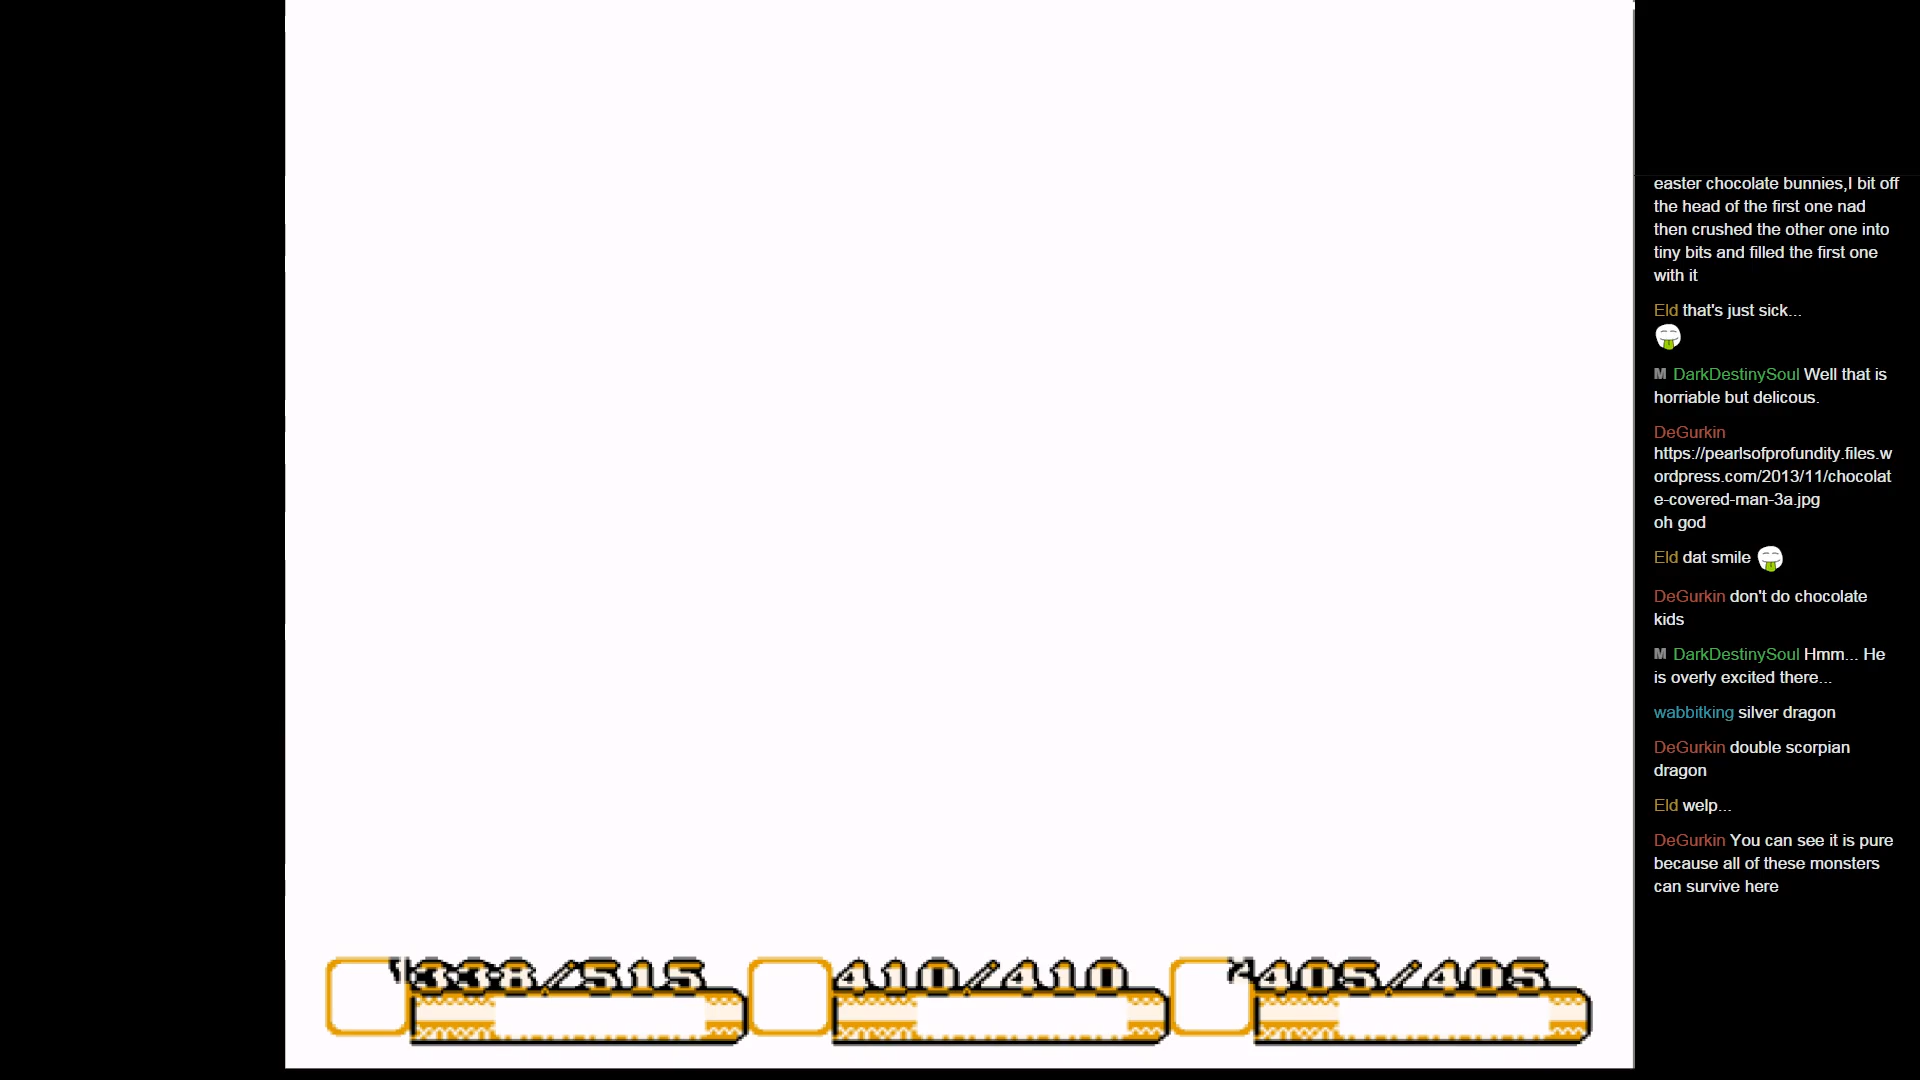 easter chocolate bunnies,I bit off
the head of the first one nad
then crushed the other one into
tiny bits and filled the first one
with it
Eld that's just sick...
M DarkDestinySoul Well that is
horriable but delicous.
DeGurkin
https://pearlsofprofundity.files.w
ordpress.com/2013/11/chocolat
e-covered-man-3a.jpg
oh god
Eld dat smile
DeGurkin don't do chocolate
kids
M DarkDestinySoul Hmm... He
is overly excited there...
wabbitking silver dragon
DeGurkin double scorpian
dragon
Eld welp...
DeGurkin You can see it is pure
because all of these monsters
can survive here
338/515 410/410 405/405